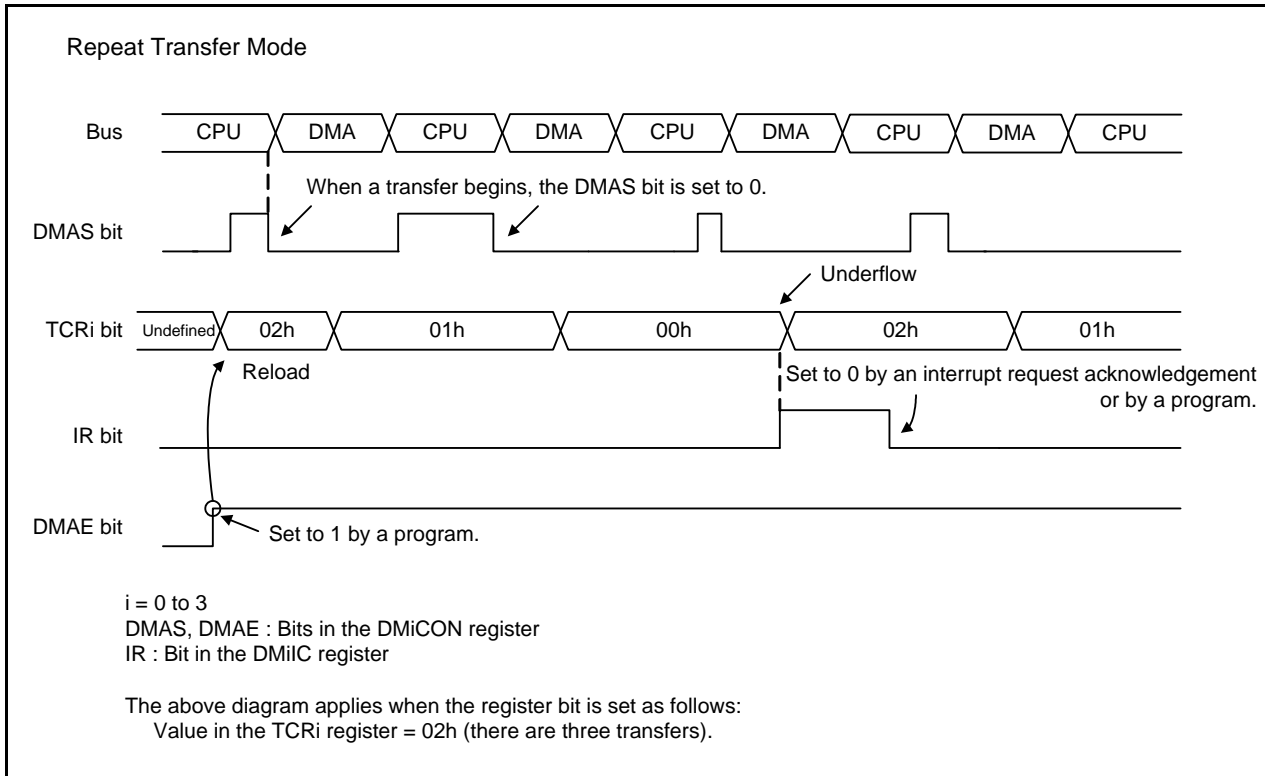 Repeat Transfer Mode
Bus CPU DMA CPU DMA CPU DMA CPU DMA CPU
When a transfer begins, the DMAS bit is set to 0.
DMAS bit
Underflow
TCRi bit Undefined 02h 01h 00h 02h 01h
Reload
Set to 0 by an interrupt request acknowledgement
or by a program.
IR bit
DMAE bit
Set to 1 by a program.
i = 0 to 3
DMAS, DMAE : Bits in the DMiCON register
IR : Bit in the DMiIC register
The above diagram applies when the register bit is set as follows:
Value in the TCRi register = 02h (there are three transfers).